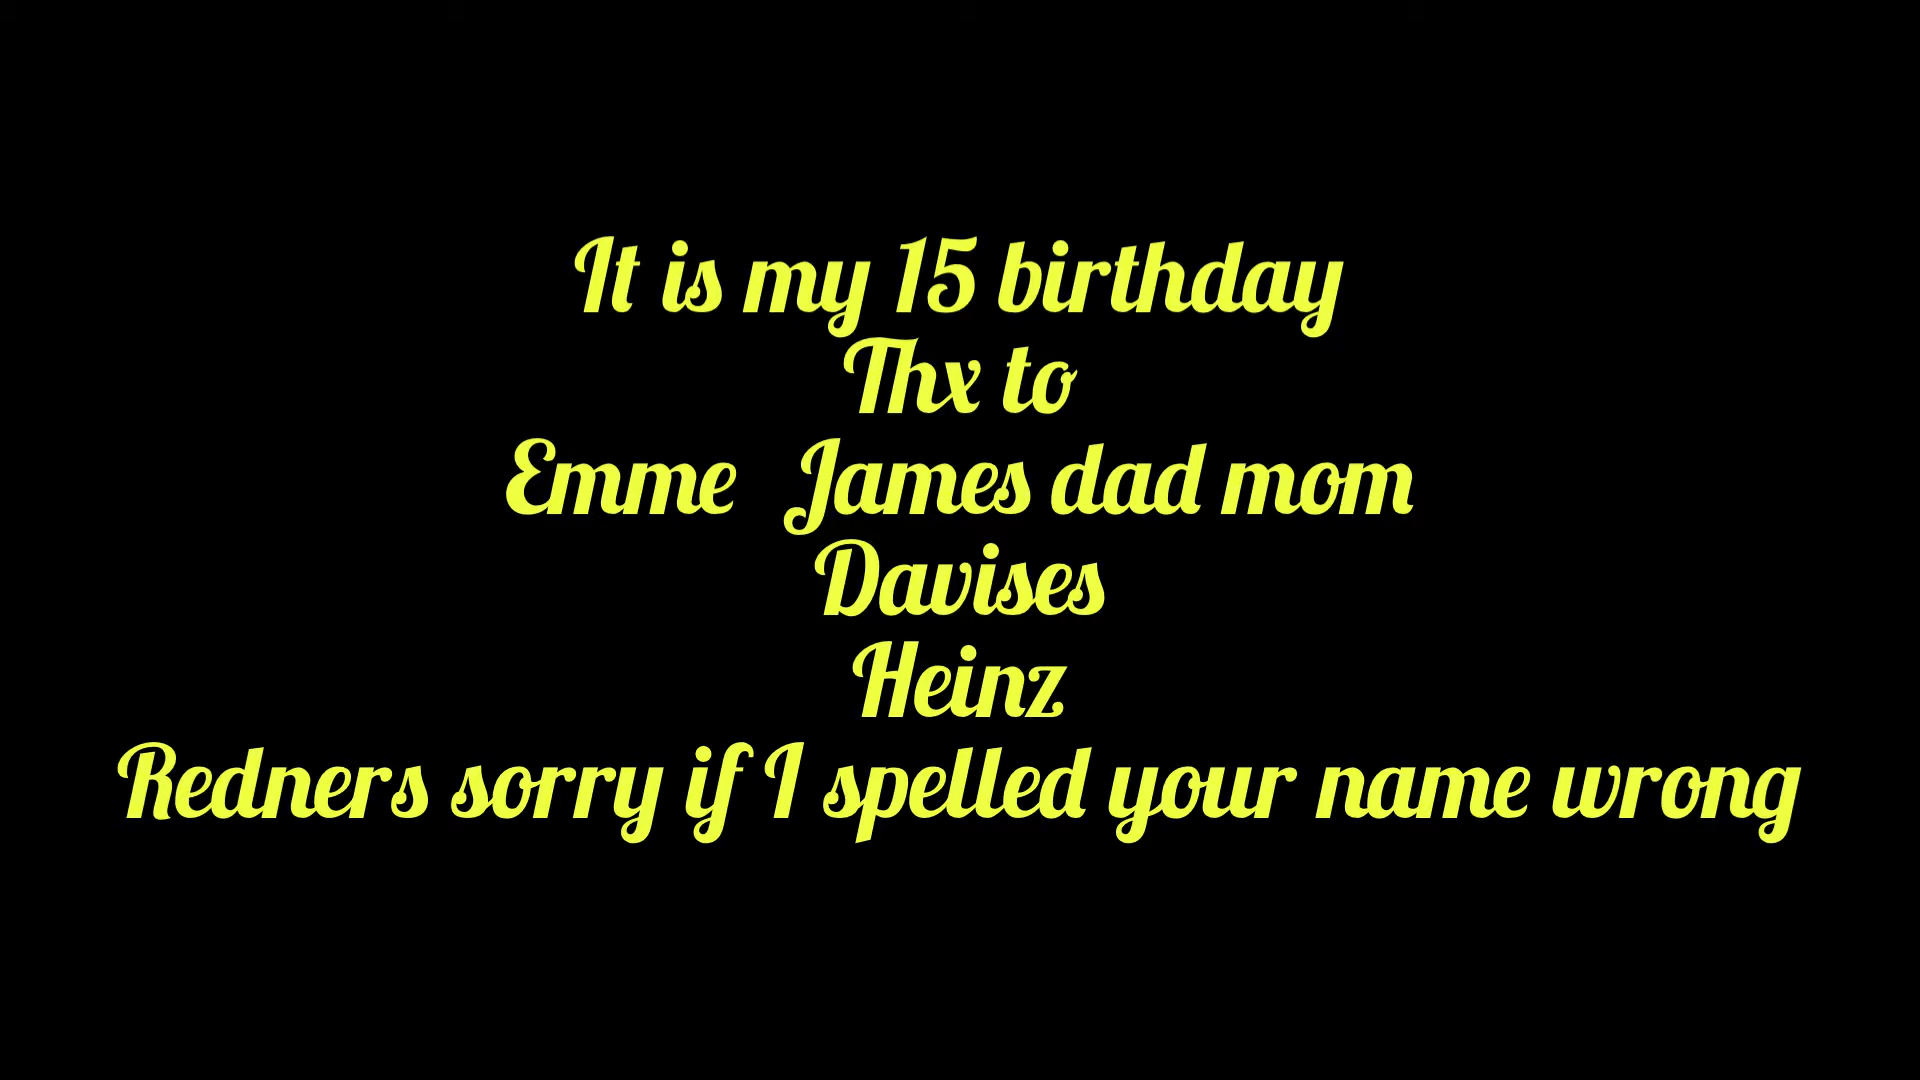 It is my 15 birthday
Thx to
Emme  James dad mom
Davises
Heinz
Redners sorry if I spelled your name wrong